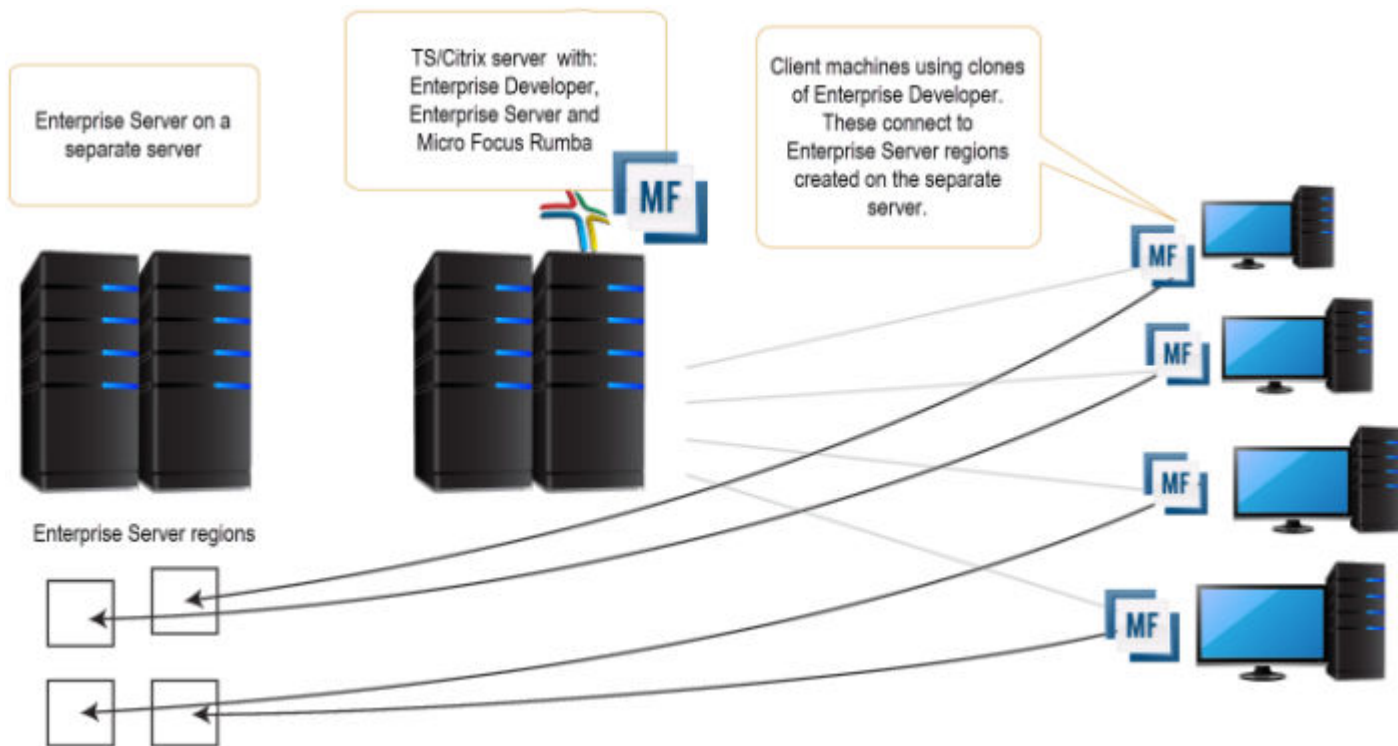 Enterprise Server on a
separate server
TS/Citrix server with:
Enterprise Developer,
Enterprise Server and
Micro Focus Rumba
MF
Client machines using clones
of Enterprise Developer.
These connect to
Enterprise Server regions
created on the separate
server.
MF
MF
MF
MF
Enterprise Server regions